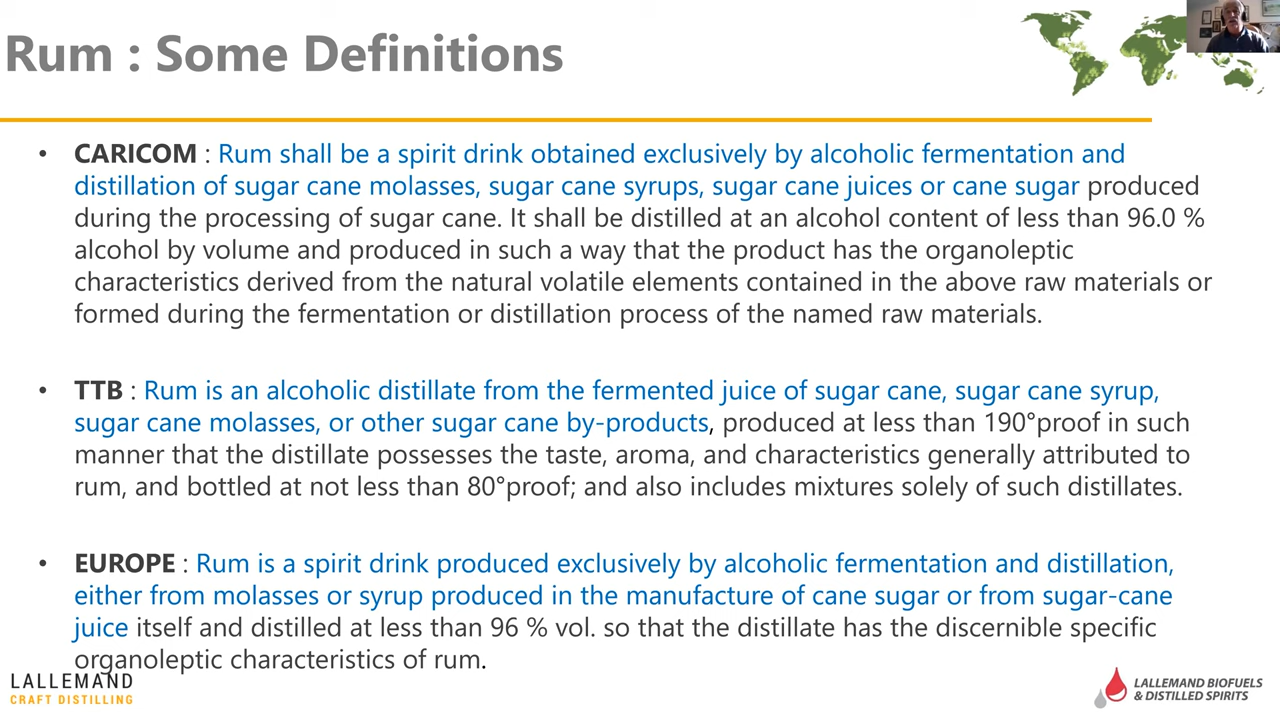 Rum : Some Definitions
• CARICOM : Rum shall be a spirit drink obtained exclusively by alcoholic fermentation and
distillation of sugar cane molasses, sugar cane syrups, sugar cane juices or cane sugar produced
during the processing of sugar cane. It shall be distilled at an alcohol content of less than 96.0 %
alcohol by volume and produced in such a way that the product has the organoleptic
characteristics derived from the natural volatile elements contained in the above raw materials or
formed during the fermentation or distillation process of the named raw materials.
• TTB : Rum is an alcoholic distillate from the fermented juice of sugar cane, sugar cane syrup,
sugar cane molasses, or other sugar cane by-products, produced at less than 190°proof in such
manner that the distillate possesses the taste, aroma, and characteristics generally attributed to
rum, and bottled at not less than 80°proof; and also includes mixtures solely of such distillates.
• EUROPE : Rum is a spirit drink produced exclusively by alcoholic fermentation and distillation,
either from molasses or syrup produced in the manufacture of cane sugar or from sugar-cane
juice itself and distilled at less than 96 % vol. so that the distillate has the discernible specific
organoleptic characteristics of rum.
LALLEMAND
CRAFT DISTILLING
LALLEMAND BIOFUELS
& DISTILLED SPIRITS